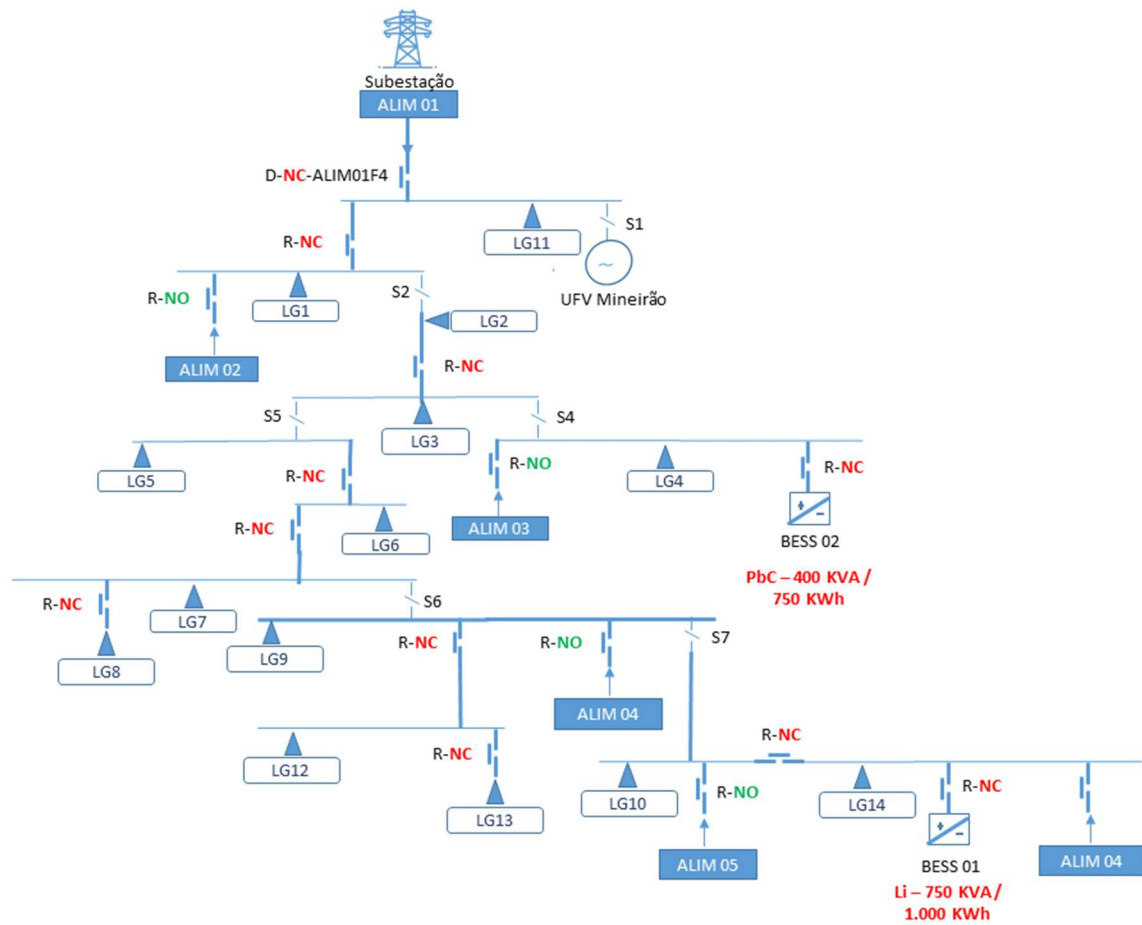 Subestação
ALIM 01
D-NC-ALIM01F4
S1
R-NC
LG11
S2
UFV Mineirão
R-NO
LG1
LG2
ALIM 02
R-NC
S5
S4
LG3
R-NO
R-NC
LG5
R-NC
LG4
R-NC
ALIM 03
LG6
BESS 02
PbC – 400 KVA /
750 KWh
R-NC
LG7
S6
R-NC
R-NO
S7
LG8
LG9
ALIM 04
R-NC
R-NC
LG12
LG10
R-NO
LG14
R-NC
LG13
ALIM 05
BESS 01
ALIM 04
Li – 750 KVA /
1.000 KWh
+ -
+ -
~